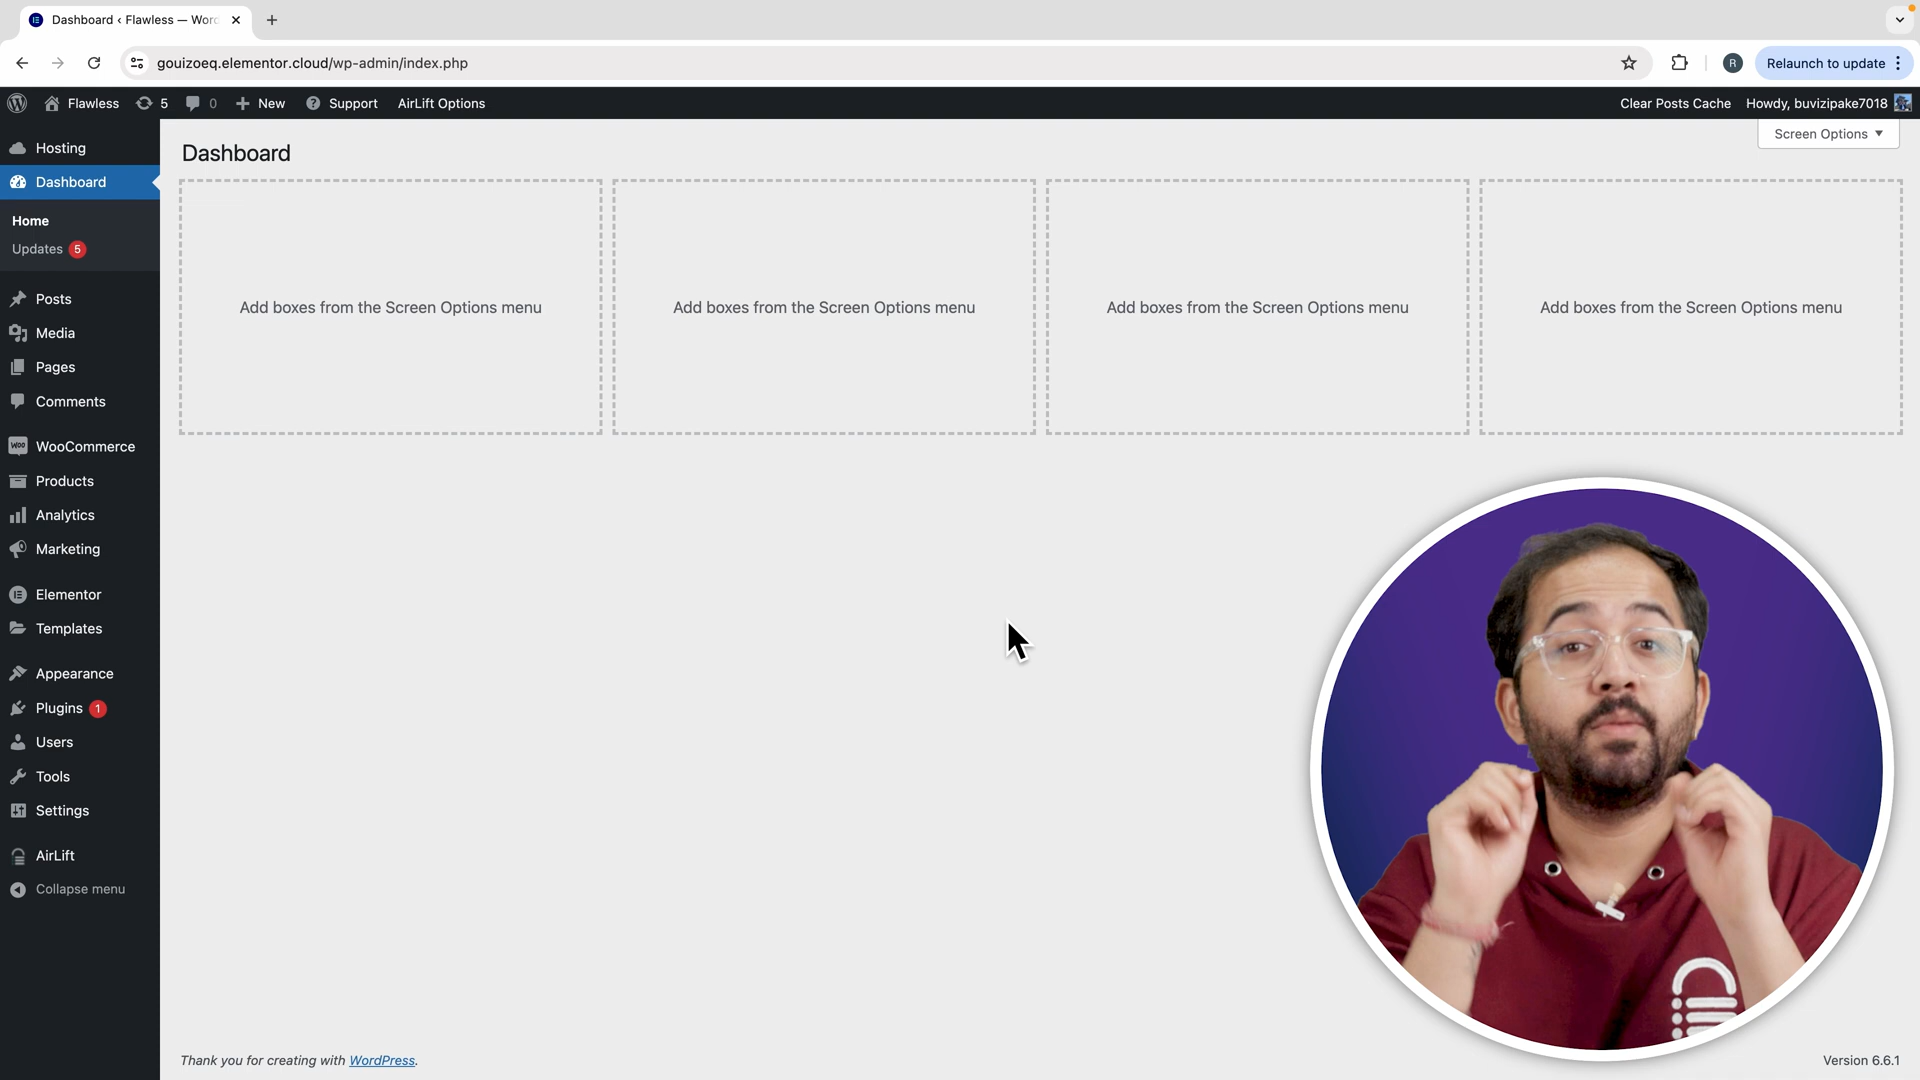 Dashboard ‹ Flawless — Word
gouizoeq.elementor.cloud/wp-admin/index.php
R
Relaunch to update
Flawless
5
0
New
Support
AirLift Options
Clear Posts Cache
Howdy, buvizipake7018
Screen Options
Hosting
Dashboard
Home
Updates 5
Posts
Media
Pages
Comments
WooCommerce
Products
Analytics
Marketing
Elementor
Templates
Appearance
Plugins 1
Users
Tools
Settings
AirLift
Collapse menu
Dashboard
Add boxes from the Screen Options menu
Add boxes from the Screen Options menu
Add boxes from the Screen Options menu
Add boxes from the Screen Options menu
Thank you for creating with WordPress.
Version 6.6.1